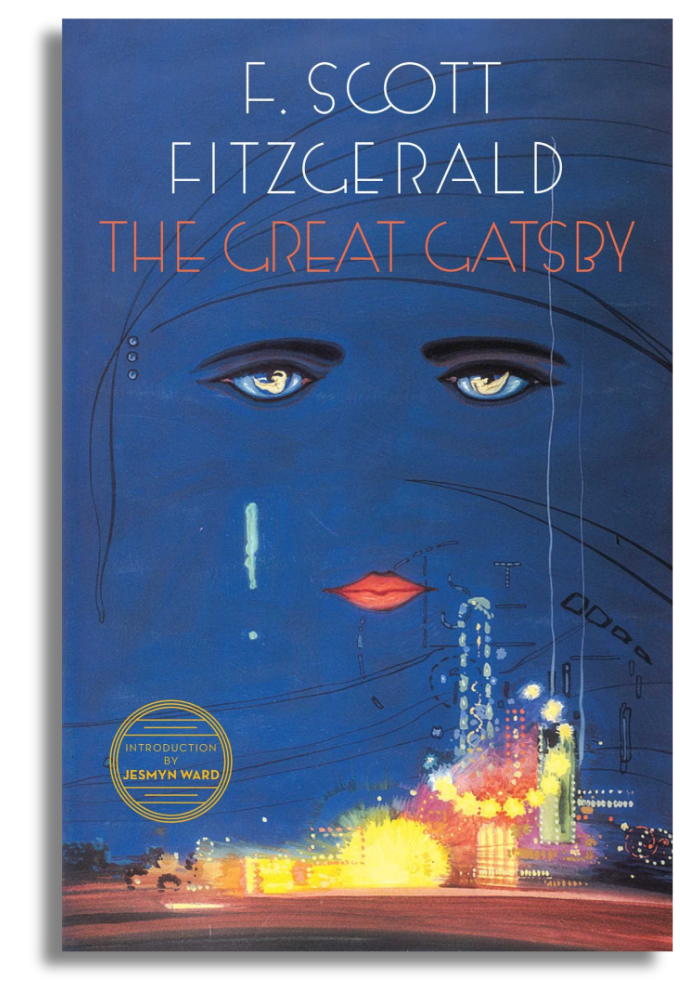 F. SCOTT
FITZGERALD
THE GREAT GATSBY
INTRODUCTION
BY
JESMYN WARD